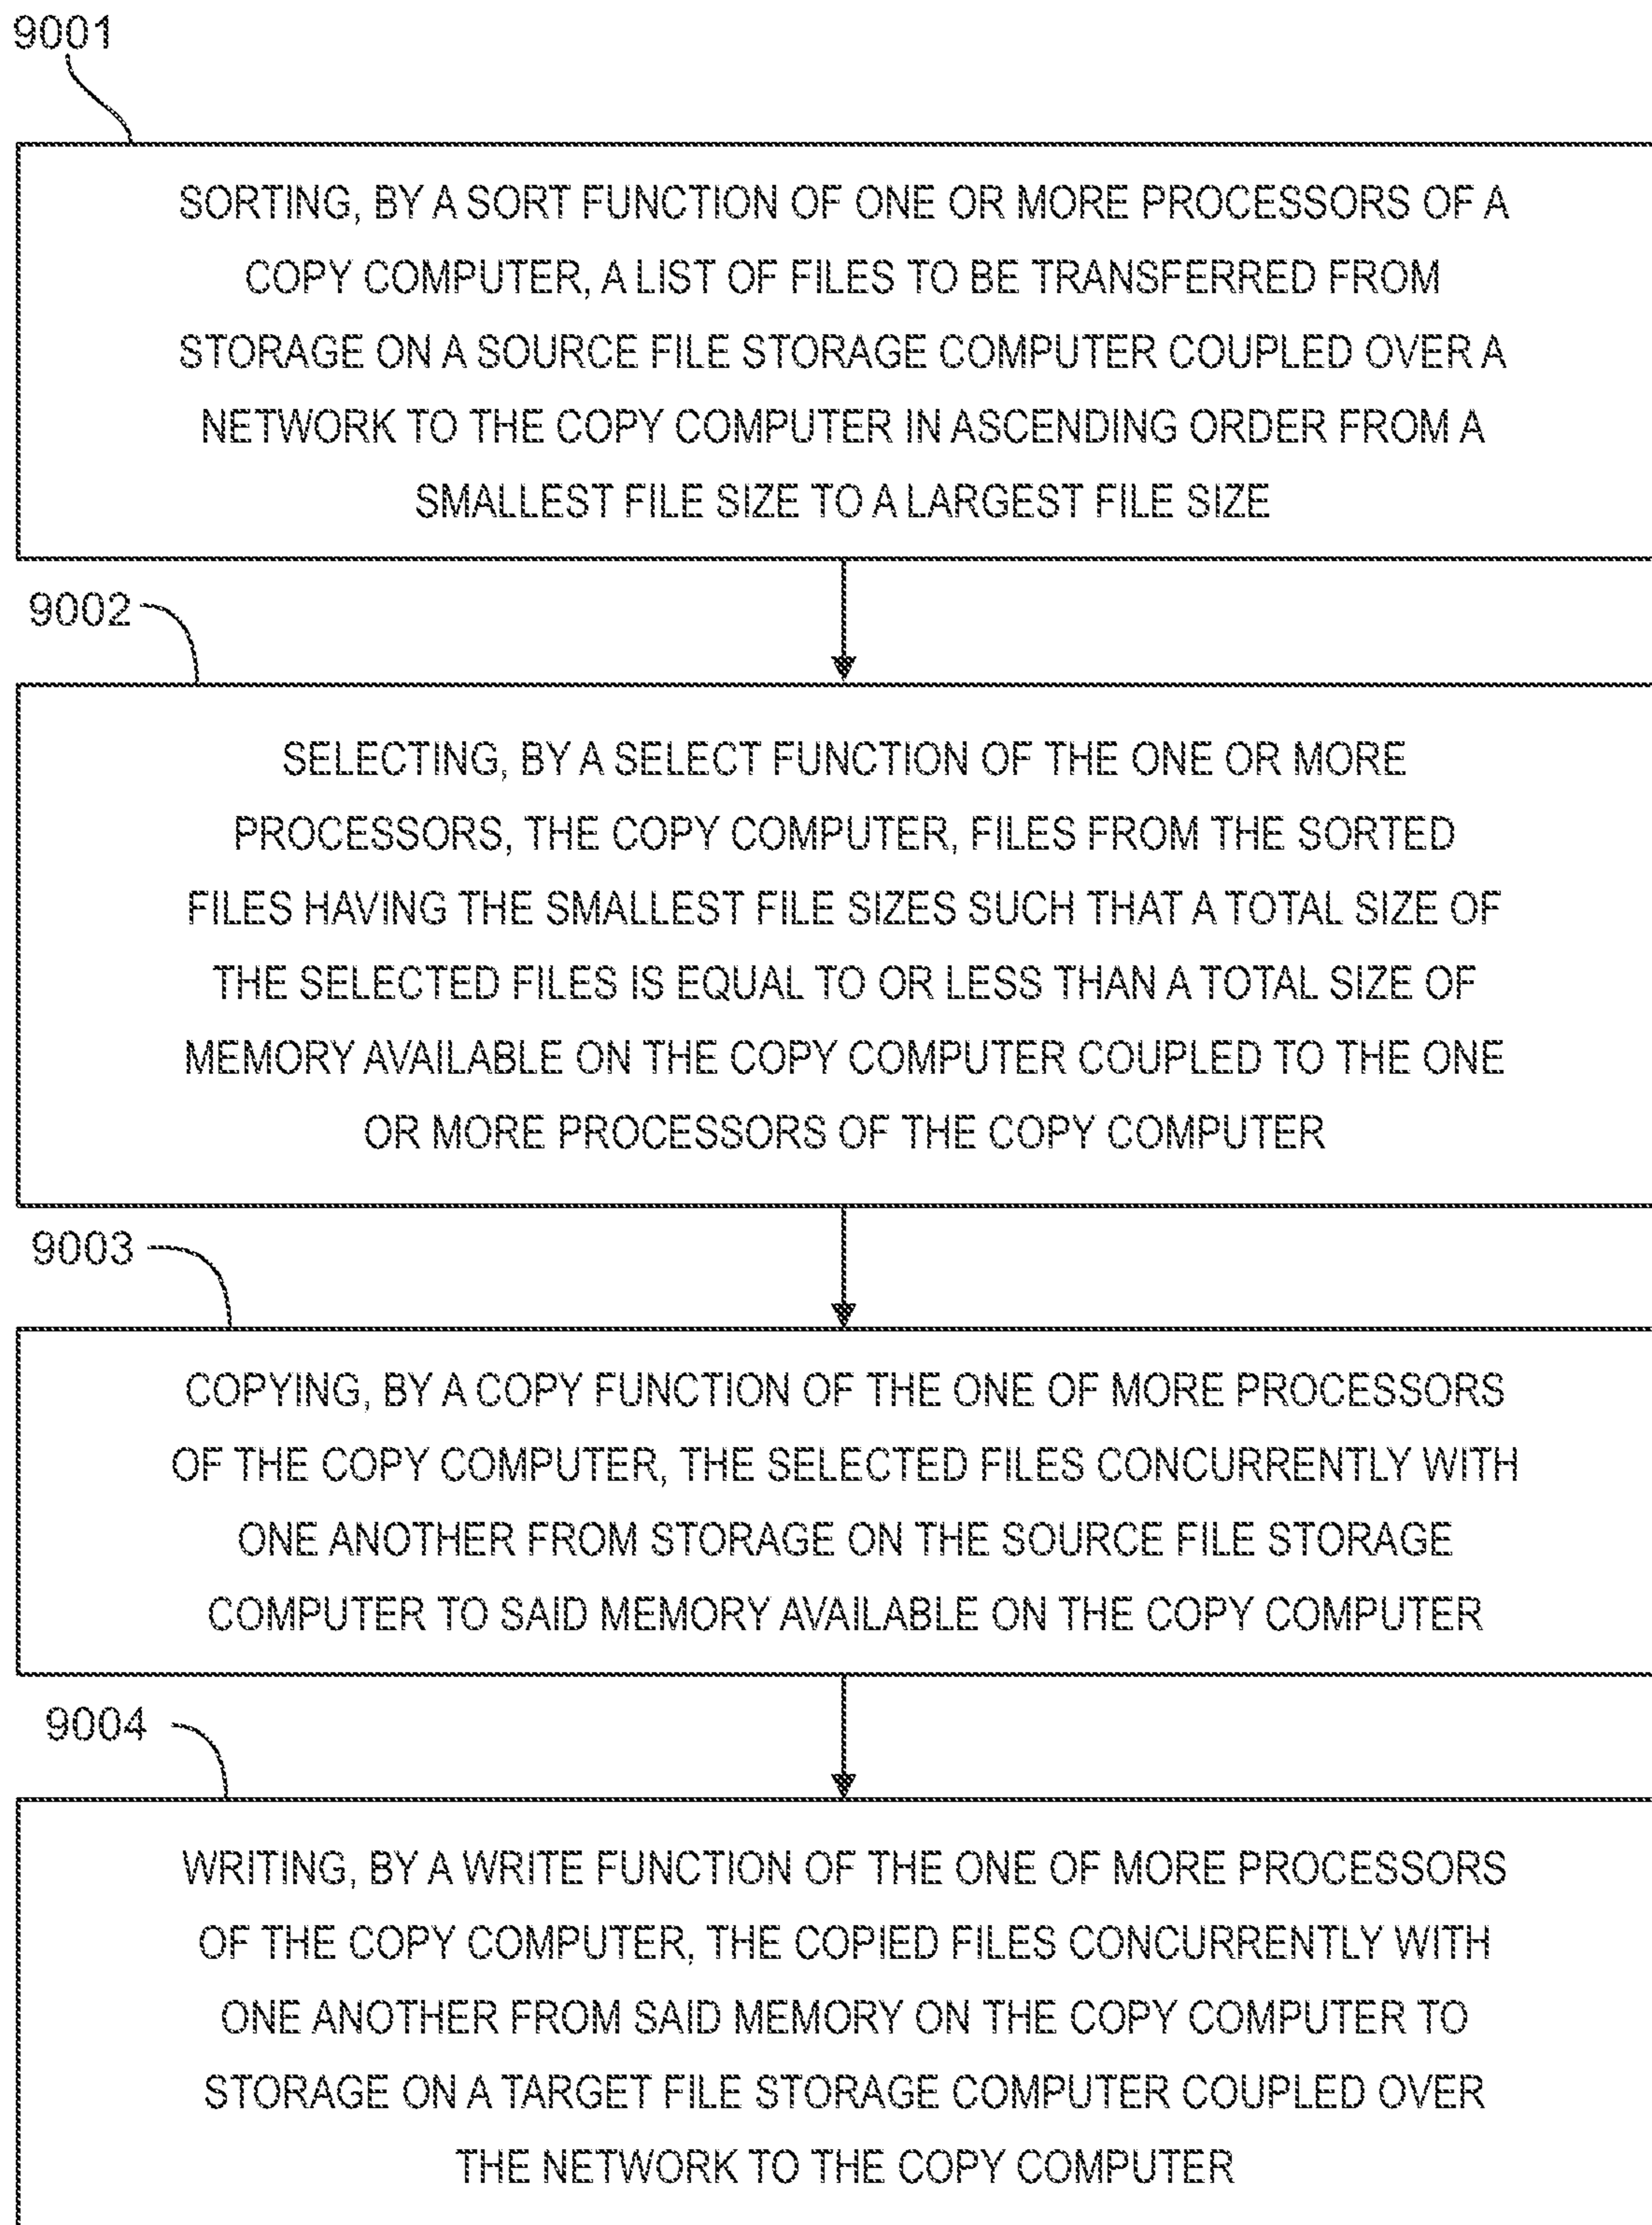 9001
SORTING, BY A SORT FUNCTION OF ONE OR MORE PROCESSORS OF A
COPY COMPUTER, A LIST OF FILES TO BE TRANSFERRED FROM
STORAGE ON A SOURCE FILE STORAGE COMPUTER COUPLED OVER A
NETWORK TO THE COPY COMPUTER IN ASCENDING ORDER FROM A
SMALLEST FILE SIZE TO A LARGEST FILE SIZE
9002
SELECTING, BY A SELECT FUNCTION OF THE ONE OR MORE
PROCESSORS, THE COPY COMPUTER, FILES FROM THE SORTED
FILES HAVING THE SMALLEST FILE SIZES SUCH THAT A TOTAL SIZE OF
THE SELECTED FILES IS EQUAL TO OR LESS THAN A TOTAL SIZE OF
MEMORY AVAILABLE ON THE COPY COMPUTER COUPLED TO THE ONE
OR MORE PROCESSORS OF THE COPY COMPUTER
9003
COPYING, BY A COPY FUNCTION OF THE ONE OF MORE PROCESSORS
OF THE COPY COMPUTER, THE SELECTED FILES CONCURRENTLY WITH
ONE ANOTHER FROM STORAGE ON THE SOURCE FILE STORAGE
COMPUTER TO SAID MEMORY AVAILABLE ON THE COPY COMPUTER
9004
WRITING, BY A WRITE FUNCTION OF THE ONE OF MORE PROCESSORS
OF THE COPY COMPUTER, THE COPIED FILES CONCURRENTLY WITH
ONE ANOTHER FROM SAID MEMORY ON THE COPY COMPUTER TO
STORAGE ON A TARGET FILE STORAGE COMPUTER COUPLED OVER
THE NETWORK TO THE COPY COMPUTER